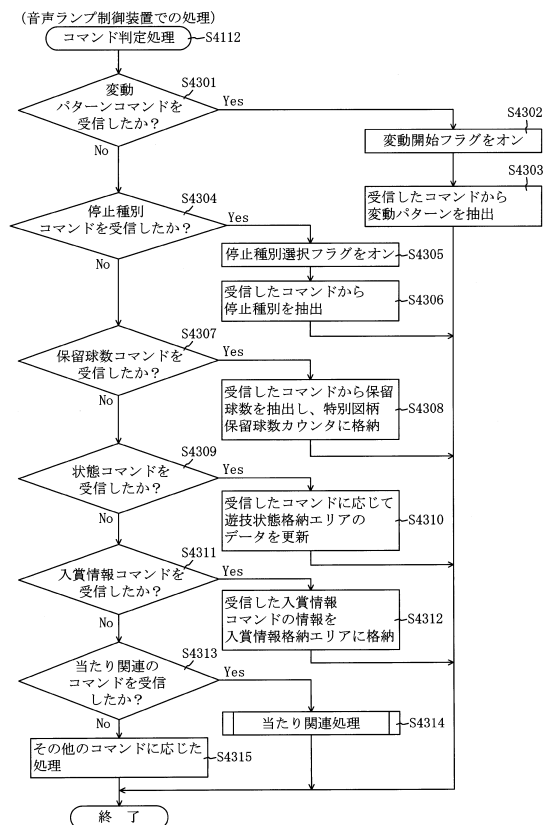 (音声ランプ制御装置での処理)
コマンド判定処理
S4112
S4301
変動
パターンコマンドを
受信したか？
Yes
No
S4302
変動開始フラグをオン
S4303
受信したコマンドから
変動パターンを抽出
S4304
停止種別
コマンドを受信したか？
Yes
No
停止種別選択フラグをオン
S4305
受信したコマンドから
停止種別を抽出
S4306
S4307
保留球数コマンドを
受信したか？
Yes
No
受信したコマンドから保留
球数を抽出し、特別図柄
保留球数カウンタに格納
S4308
S4309
状態コマンドを
受信したか？
Yes
No
受信したコマンドに応じて
遊技状態格納エリアの
データを更新
S4310
S4311
入賞情報コマンドを
受信したか？
Yes
No
受信した入賞情報
コマンドの情報を
入賞情報格納エリアに格納
S4312
S4313
当たり関連の
コマンドを受信
したか？
Yes
No
当たり関連処理
S4314
その他のコマンドに応じた
処理
S4315
終 了